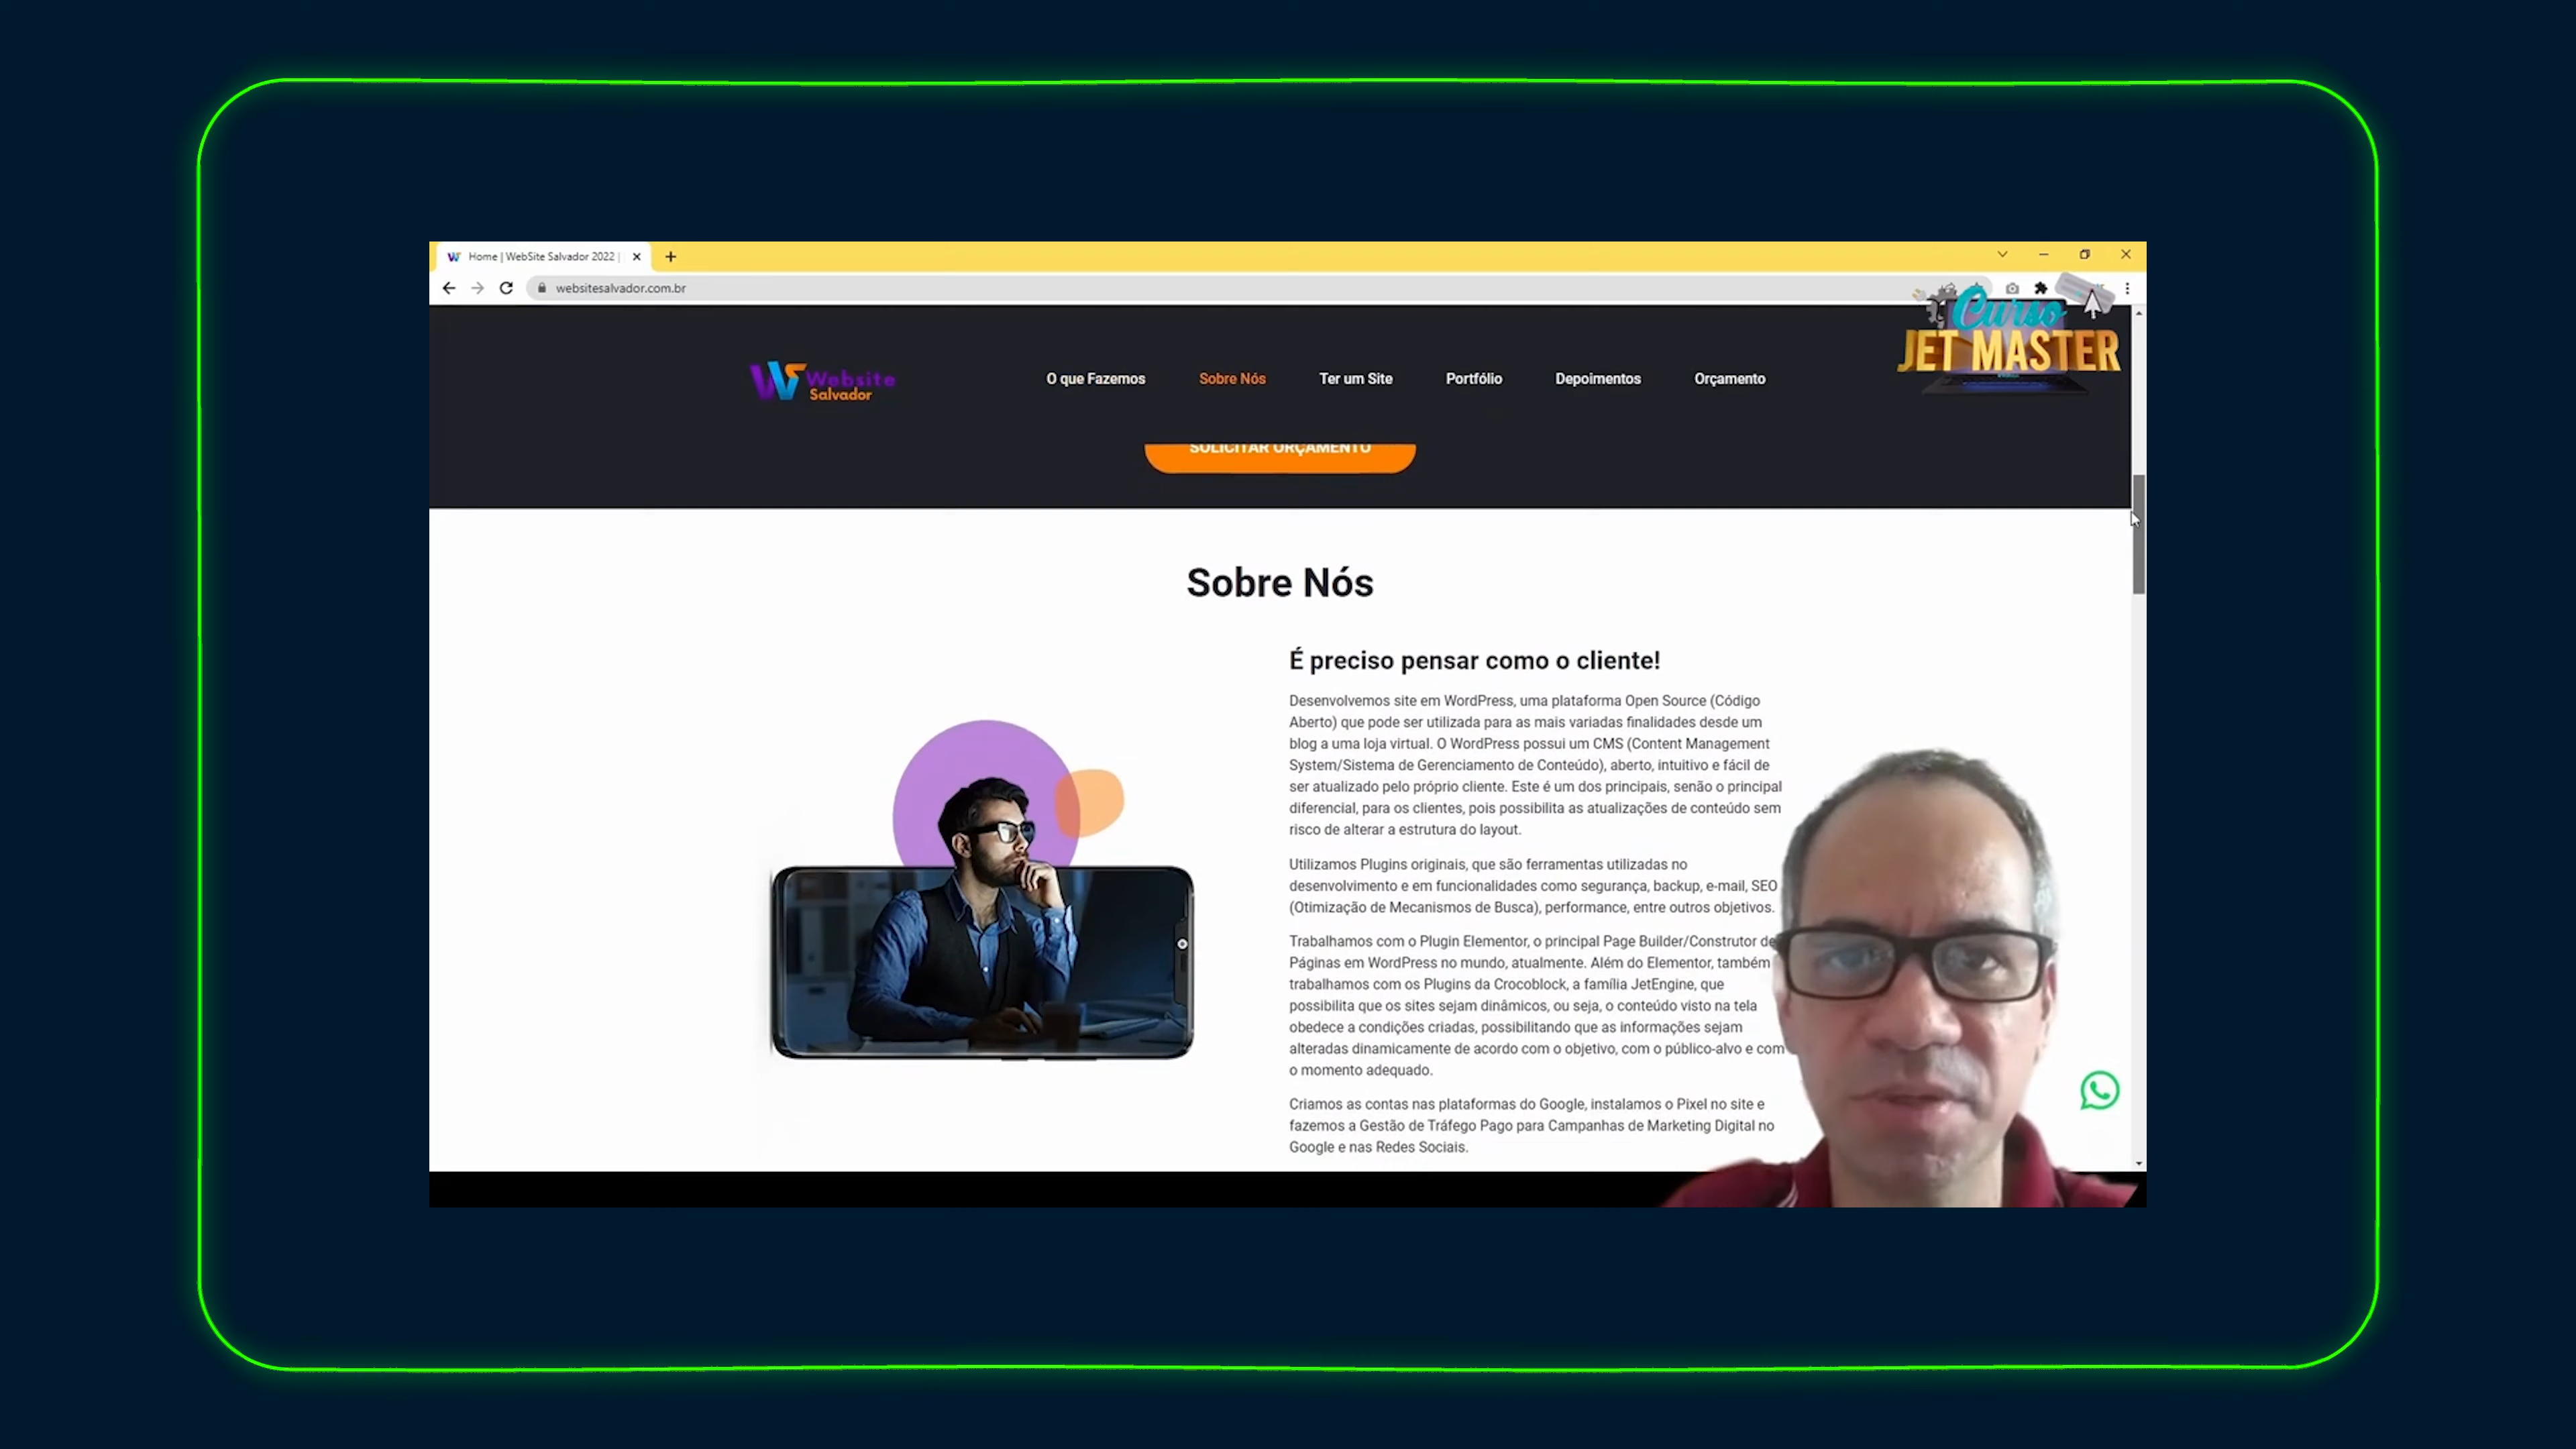 Home | WebSite Salvador 2022 |
websitesalvador.com.br
Curso
JET MASTER
Website
Salvador
O que Fazemos
Sobre Nós
Ter um Site
Portfólio
Depoimentos
Orçamento
SOLICITAR ORÇAMENTO
Sobre Nós
É preciso pensar como o cliente!
Desenvolvemos site em WordPress, uma plataforma Open Source (Código
Aberto) que pode ser utilizada para as mais variadas finalidades desde um
blog a uma loja virtual. O WordPress possui um CMS (Content Management
System/Sistema de Gerenciamento de Conteúdo), aberto, intuitivo e fácil de
ser atualizado pelo próprio cliente. Este é um dos principais, senão o principal
diferencial, para os clientes, pois possibilita as atualizações de conteúdo sem
risco de alterar a estrutura do layout.
Utilizamos Plugins originais, que são ferramentas utilizadas no
desenvolvimento e em funcionalidades como segurança, backup, e-mail, SEO
(Otimização de Mecanismos de Busca), performance, entre outros objetivos.
Trabalhamos com o Plugin Elementor, o principal Page Builder/Construtor de
Páginas em WordPress no mundo, atualmente. Além do Elementor, também
trabalhamos com os Plugins da Crocoblock, a família JetEngine, que
possibilita que os sites sejam dinâmicos, ou seja, o conteúdo visto na tela
obedece a condições criadas, possibilitando que as informações sejam
alteradas dinamicamente de acordo com o objetivo, com o público-alvo e com
o momento adequado.
Criamos as contas nas plataformas do Google, instalamos o Pixel no site e
fazemos a Gestão de Tráfego Pago para Campanhas de Marketing Digital no
Google e nas Redes Sociais.